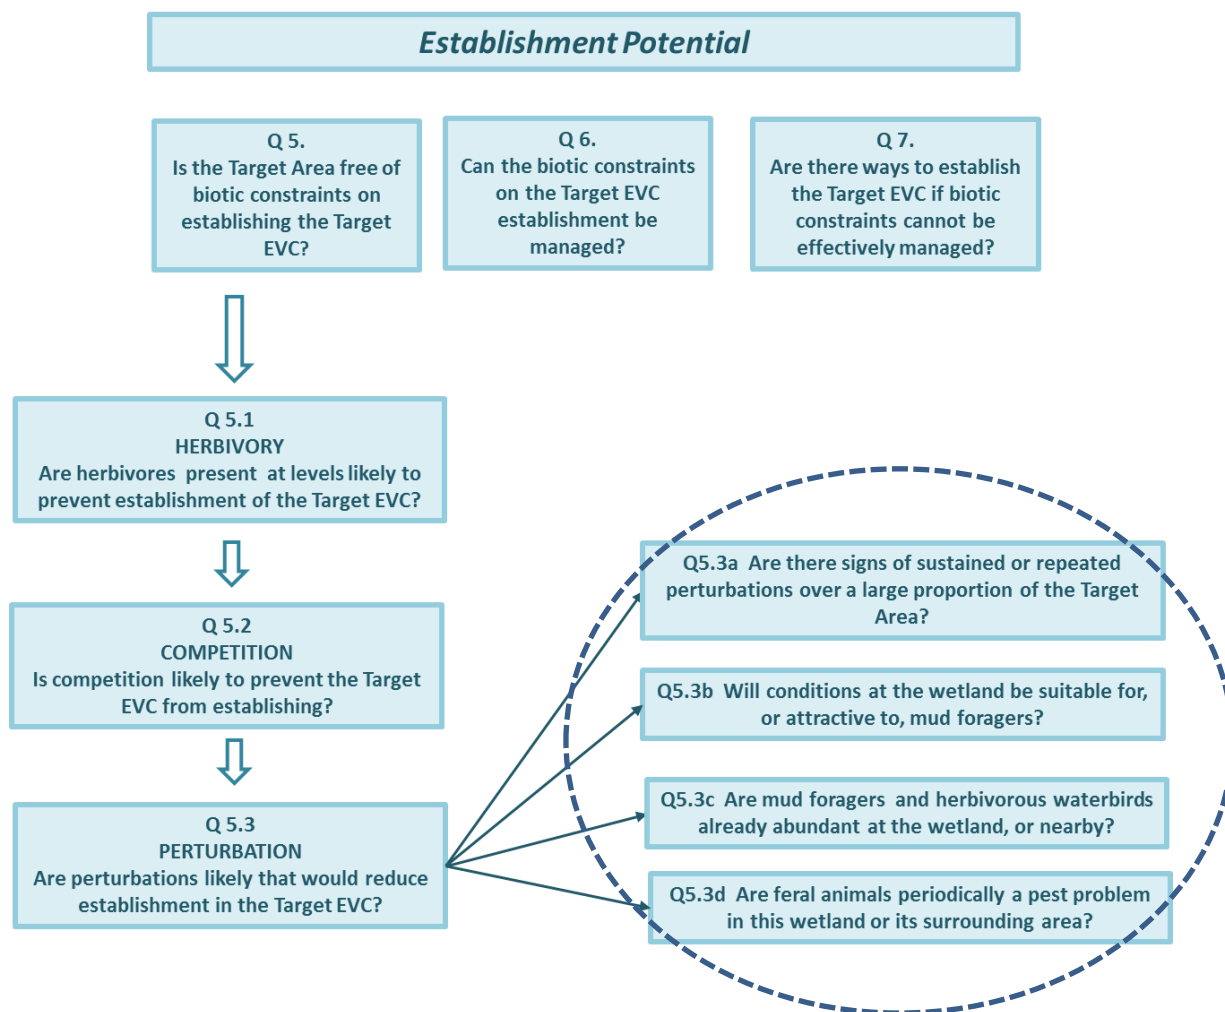 Establishment Potential
Q 5.
Is the Target Area free of
biotic constraints on
establishing the Target
EVC?
Q 6.
Can the biotic constraints
on the Target EVC
establishment be
managed?
Q 7.
Are there ways to establish
the Target EVC if biotic
constraints cannot be
effectively managed?
Q 5.1
HERBIVORY
Are herbivores present at levels likely to
prevent establishment of the Target EVC?
Q 5.2
COMPETITION
Is competition likely to prevent the Target
EVC from establishing?
Q 5.3
PERTURBATION
Are perturbations likely that would reduce
establishment in the Target EVC?
Q5.3a Are there signs of sustained or repeated
perturbations over a large proportion of the Target
Area?
Q5.3b Will conditions at the wetland be suitable for,
or attractive to, mud foragers?
Q5.3c Are mud foragers and herbivorous waterbirds
already abundant at the wetland, or nearby?
Q5.3d Are feral animals periodically a pest problem
in this wetland or its surrounding area?